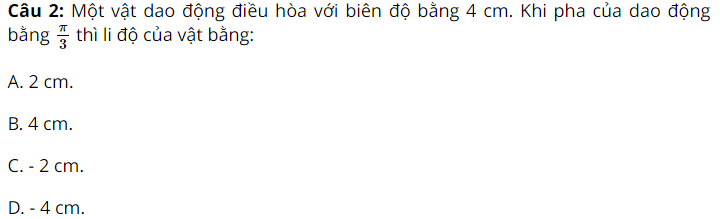 Câu 2: Một vật dao động điều hòa với biên độ bằng 4 cm. Khi pha của dao động
bằng π/3 thì li độ của vật bằng:
A. 2 cm.
B. 4 cm.
C. - 2 cm.
D. - 4 cm.